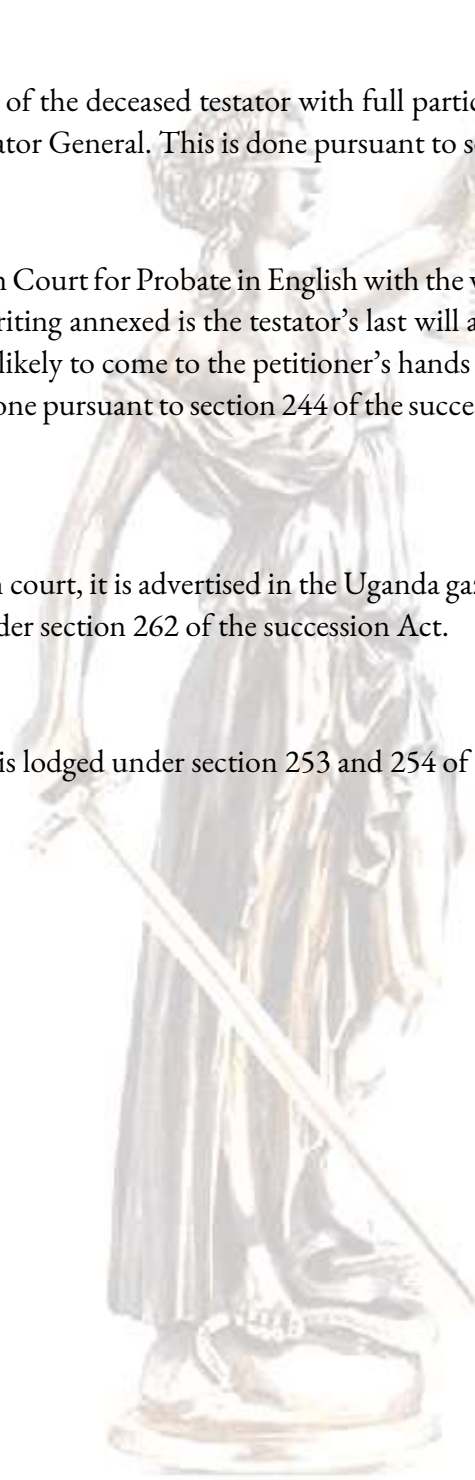 of the deceased testator with full partic
ator General. This is done pursuant to s
n Court for Probate in English with the w
riting annexed is the testator's last will a
likely to come to the petitioner's hands
one pursuant to section 244 of the succe
n court, it is advertised in the Uganda gaz
der section 262 of the succession Act.
is lodged under section 253 and 254 of